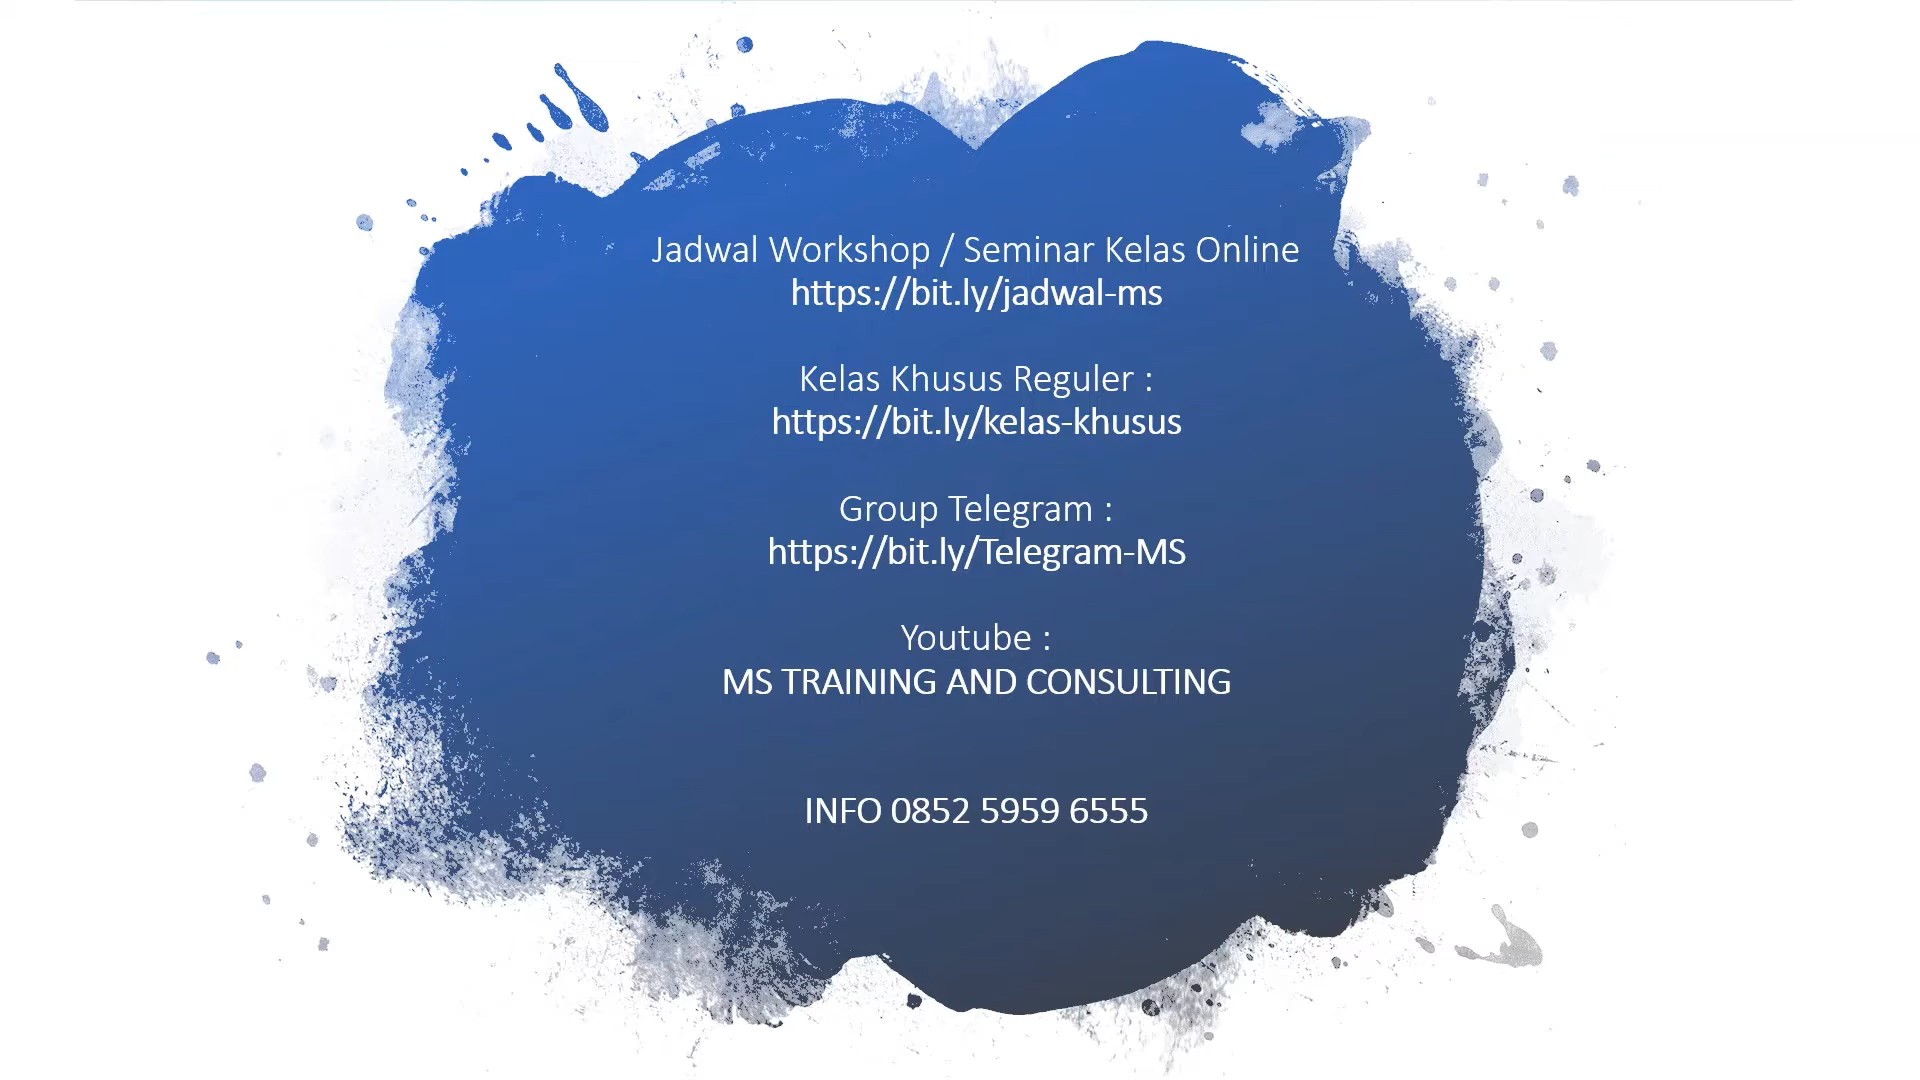 Jadwal Workshop / Seminar Kelas Online
https://bit.ly/jadwal-ms
Kelas Khusus Reguler :
https://bit.ly/kelas-khusus
Group Telegram :
https://bit.ly/Telegram-MS
Youtube :
MS TRAINING AND CONSULTING
INFO 0852 5959 6555